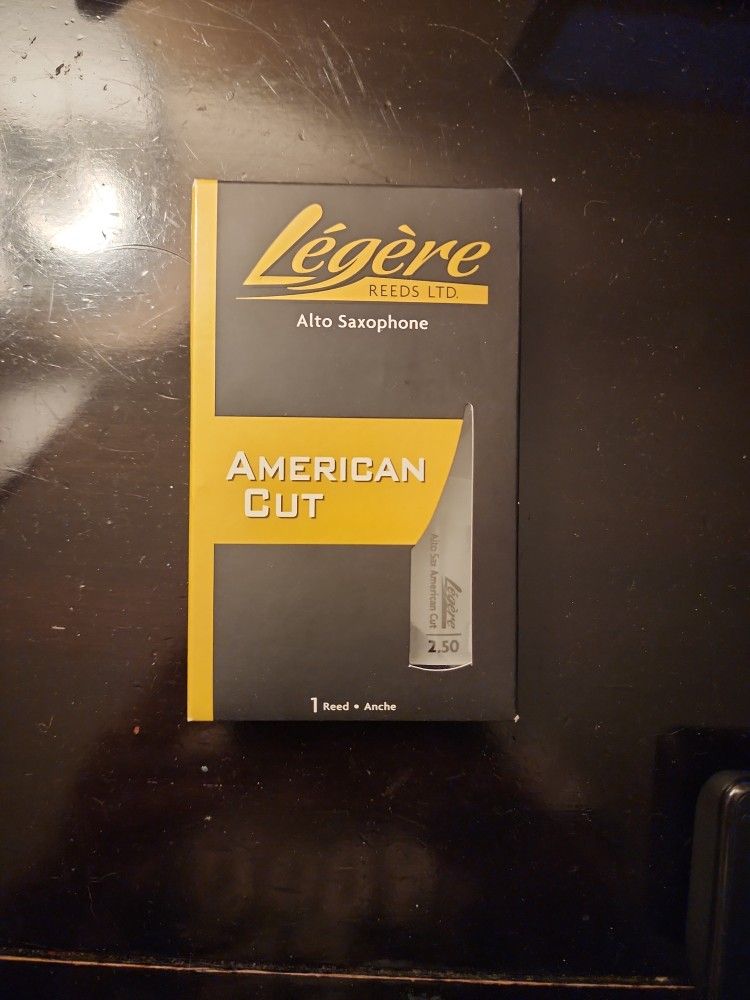 Légère
REEDS LTD.
Alto Saxophone
AMERICAN
CUT
Alto Sax American Cut
Légère
2.50
1 Reed • Anche